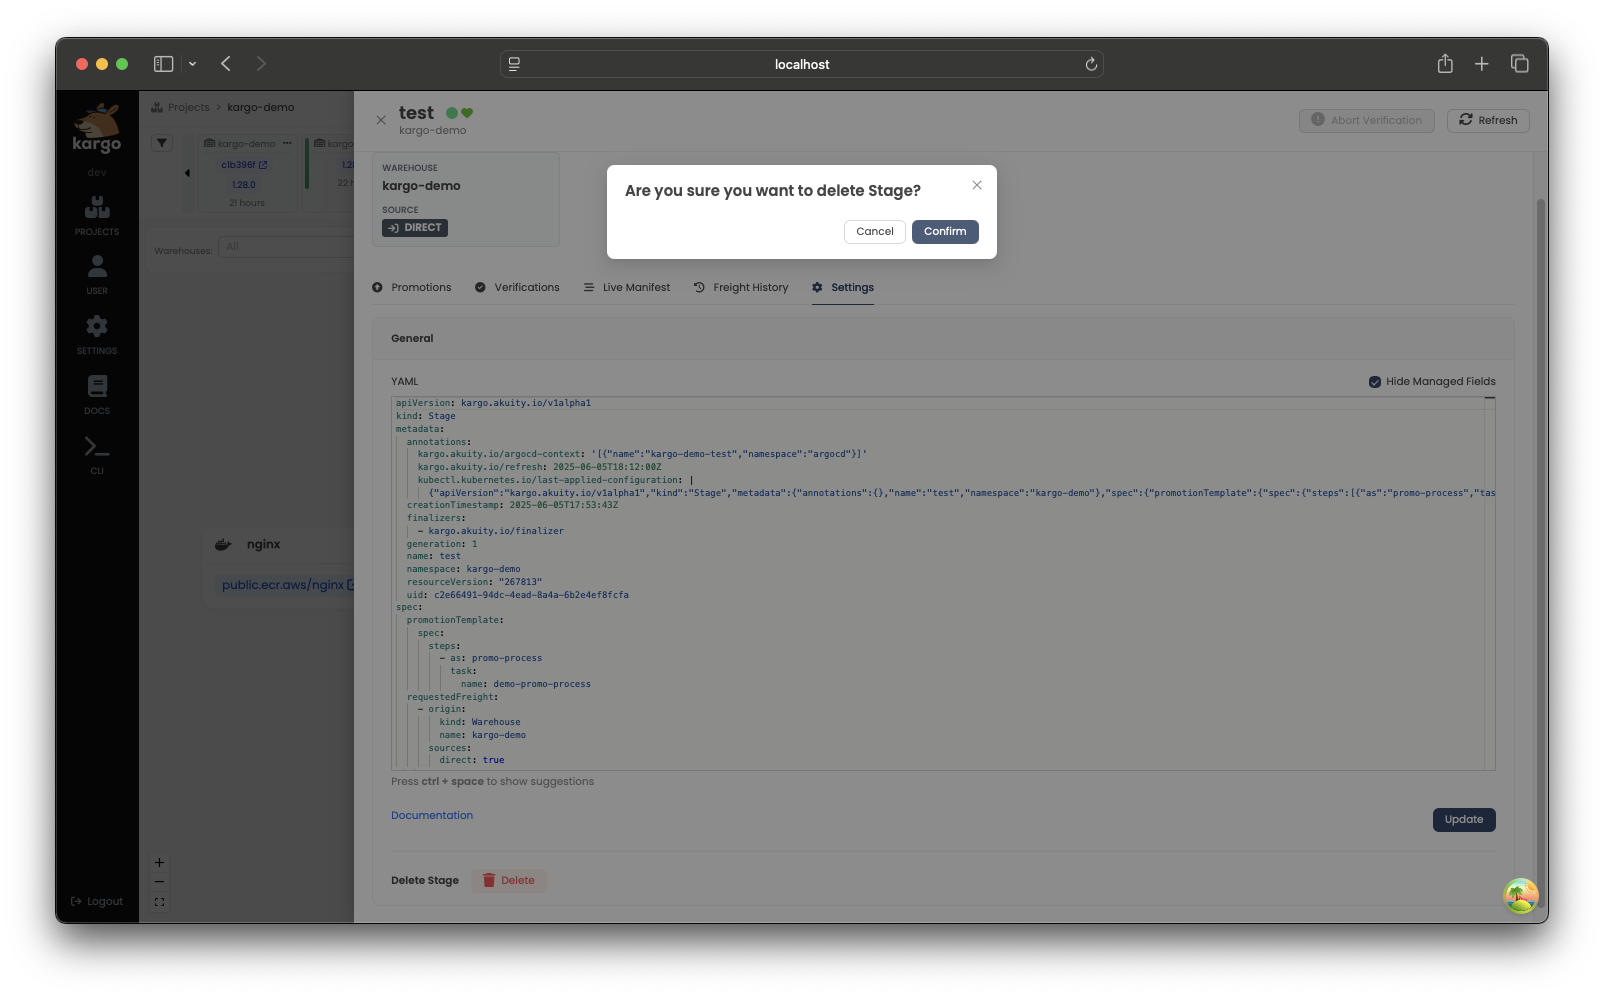 localhost
kargo
dev
PROJECTS
USER
SETTINGS
DOCS
CLI
Logout
Projects > kargo-demo
kargo-demo ···
c1b396f
1.28.0
21 hours
kargo
1.28
22 h
Warehouses: All
nginx
public.ecr.aws/nginx
test
kargo-demo
Abort Verification
Refresh
WAREHOUSE
kargo-demo
SOURCE
DIRECT
Are you sure you want to delete Stage?
Cancel
Confirm
Promotions
Verifications
Live Manifest
Freight History
Settings
General
YAML
Hide Managed Fields
apiVersion: kargo.akuity.io/v1alpha1
kind: Stage
metadata:
annotations:
kargo.akuity.io/argocd-context: '[{"name":"kargo-demo-test","namespace":"argocd"}]'
kargo.akuity.io/refresh: 2025-06-05T18:12:00Z
kubectl.kubernetes.io/last-applied-configuration: |
{"apiVersion":"kargo.akuity.io/v1alpha1","kind":"Stage","metadata":{"annotations":{},"name":"test","namespace":"kargo-demo"},"spec":{"promotionTemplate":{"spec":{"steps":[{"as":"promo-process","tas
creationTimestamp: 2025-06-05T17:53:43Z
finalizers:
- kargo.akuity.io/finalizer
generation: 1
name: test
namespace: kargo-demo
resourceVersion: "267813"
uid: c2e66491-94dc-4ead-8a4a-6b2e4ef8fcfa
spec:
promotionTemplate:
spec:
steps:
- as: promo-process
task:
name: demo-promo-process
requestedFreight:
- origin:
kind: Warehouse
name: kargo-demo
sources:
direct: true
Press ctrl + space to show suggestions
Documentation
Update
Delete Stage
Delete